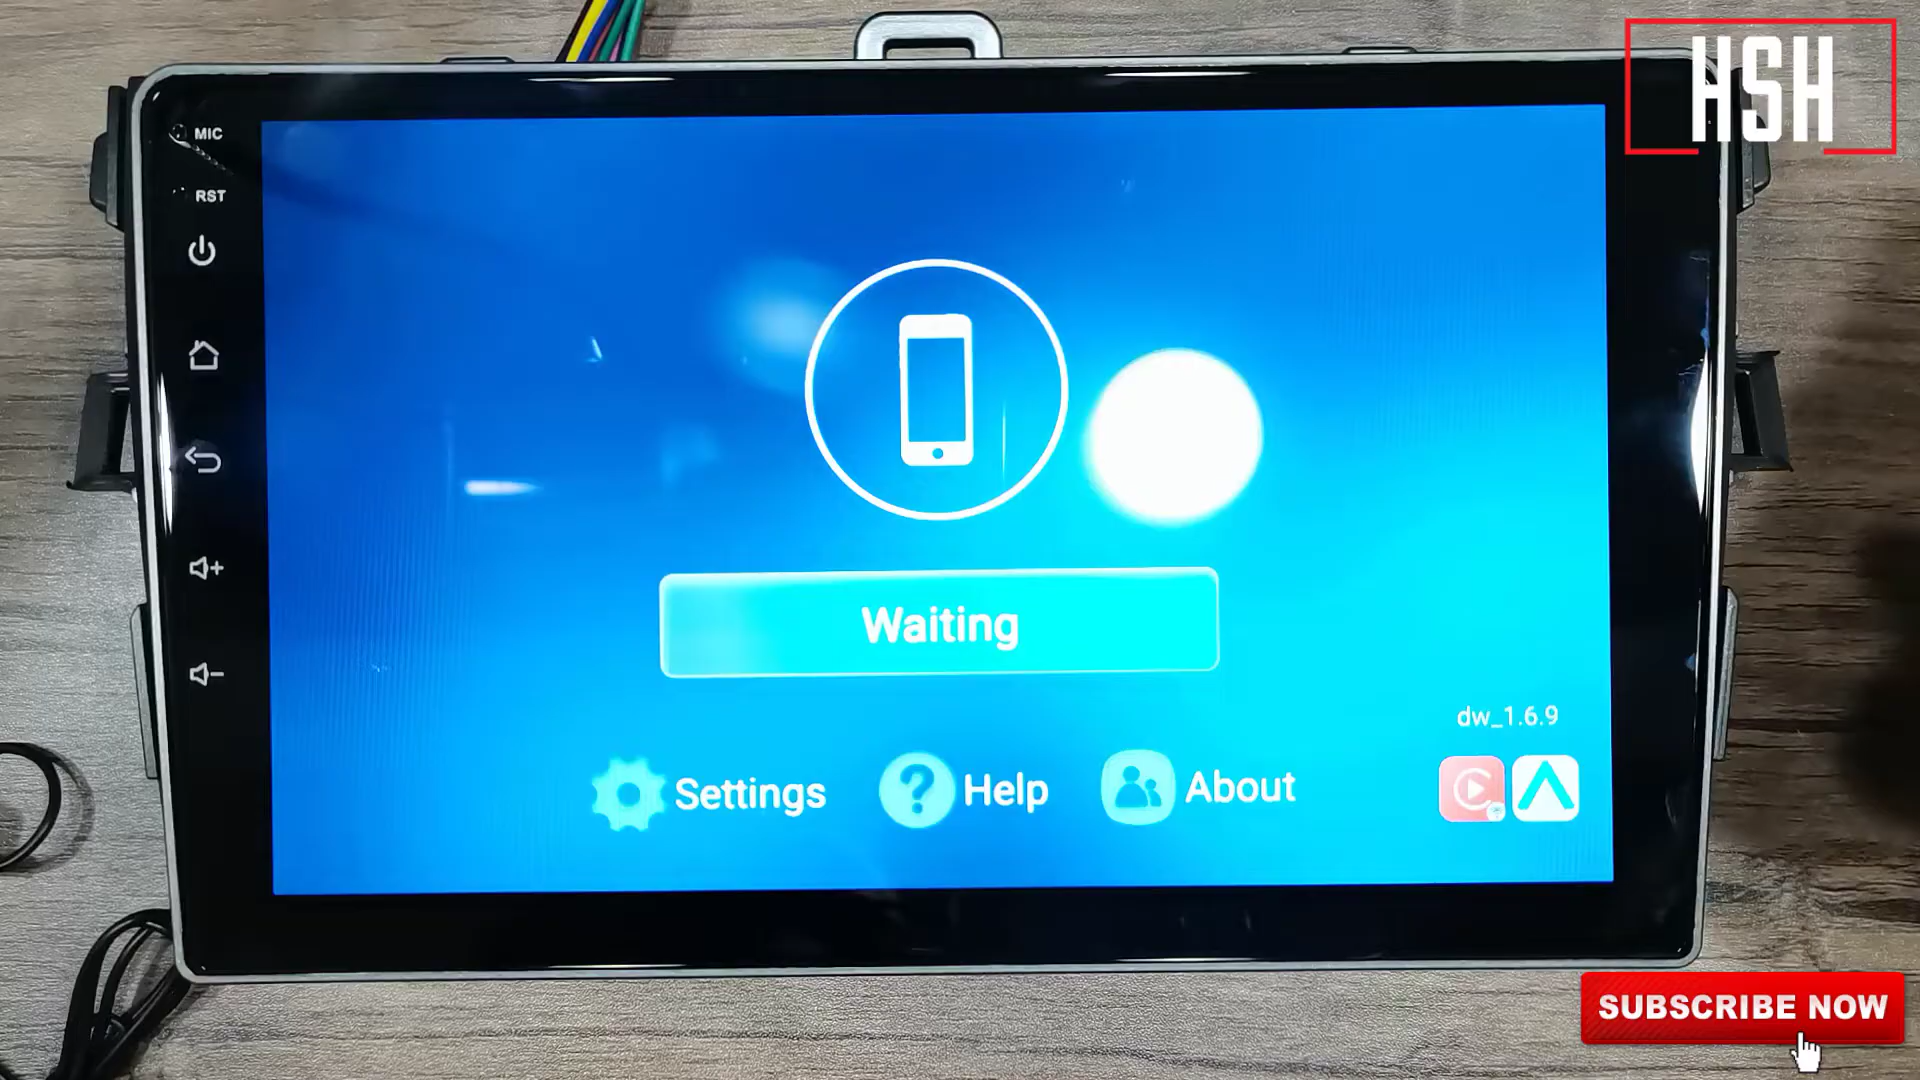 HSH
MIC
RST
Waiting
dw_1.6.9
Settings
Help
About
SUBSCRIBE NOW